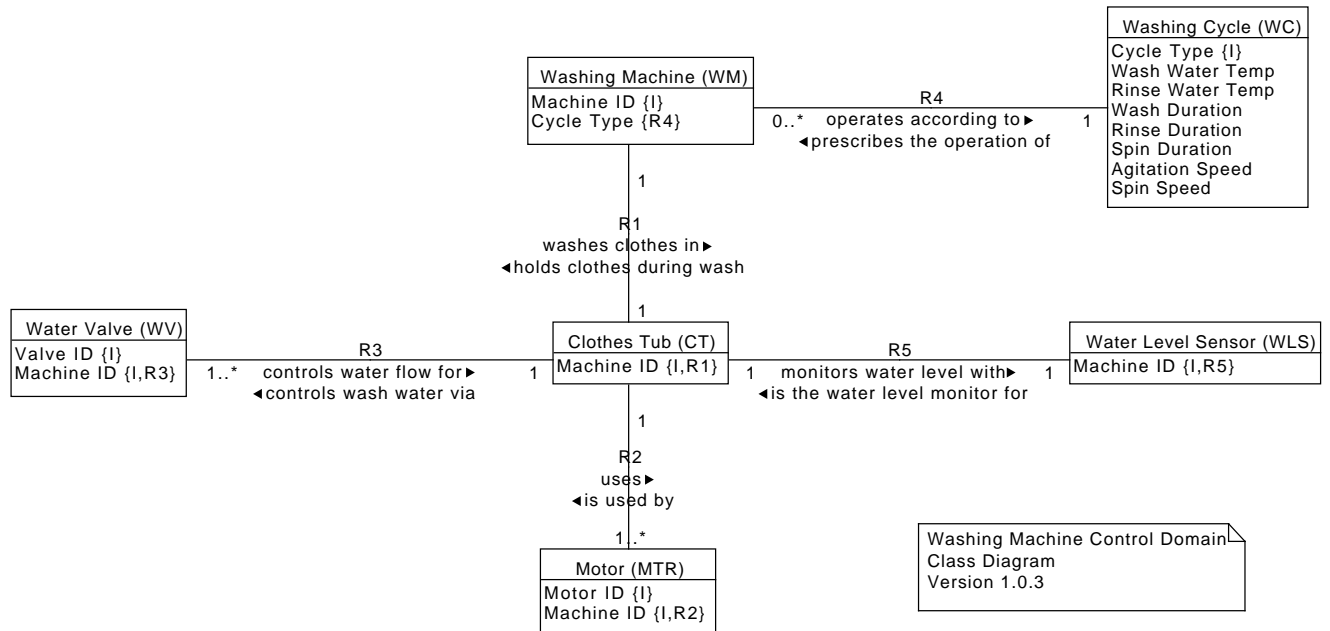 Washing Cycle (WC)
Cycle Type {I}
Wash Water Temp
Rinse Water Temp
Wash Duration
Rinse Duration
Spin Duration
Agitation Speed
Spin Speed
Washing Machine (WM)
Machine ID {I}
Cycle Type {R4}
R4
0..* operates according to► 1
◄prescribes the operation of
1
R1
washes clothes in►
◄holds clothes during wash
1
Water Valve (WV)
Valve ID {I}
Machine ID {I,R3}
R3
1..* controls water flow for► 1
◄controls wash water via
Clothes Tub (CT)
Machine ID {I,R1}
R5
1 monitors water level with► 1
◄is the water level monitor for
Water Level Sensor (WLS)
Machine ID {I,R5}
1
R2
uses►
◄is used by
1..*
Motor (MTR)
Motor ID {I}
Machine ID {I,R2}
Washing Machine Control Domain
Class Diagram
Version 1.0.3